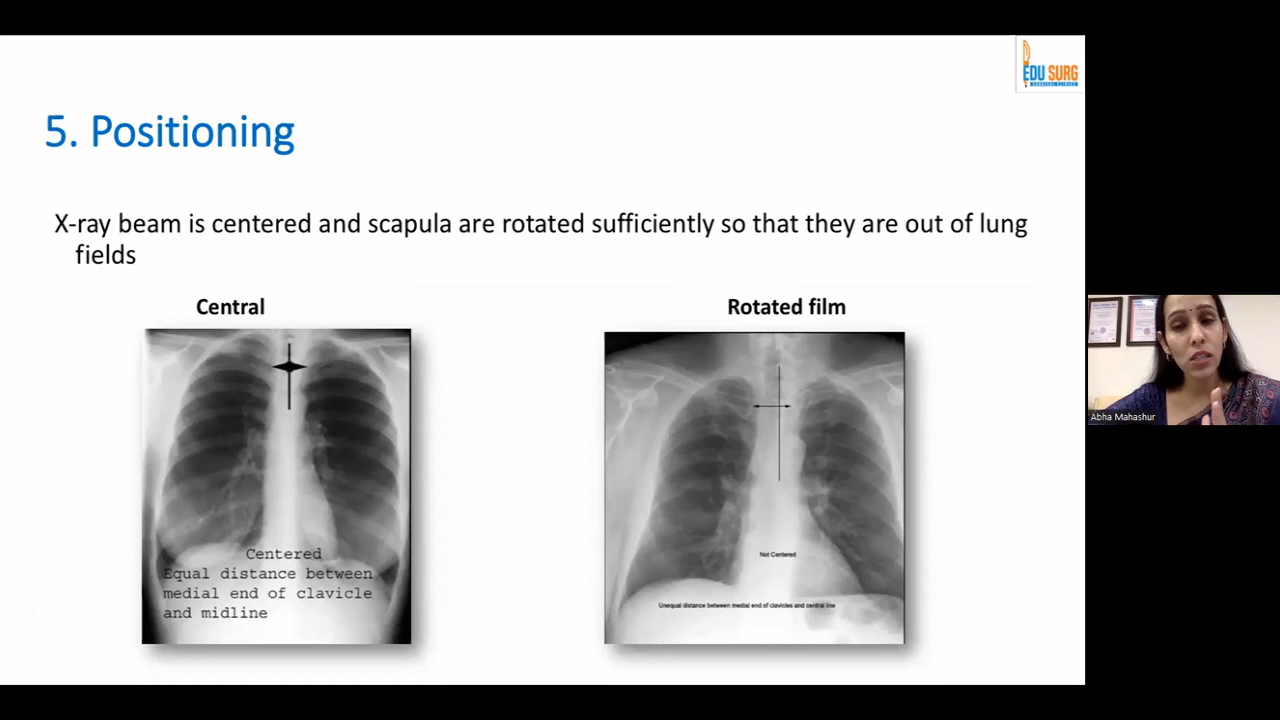 EDU SURG
SURGICAL CLINICS
5. Positioning
X-ray beam is centered and scapula are rotated sufficiently so that they are out of lung
fields
Central
Rotated film
Centered
Equal distance between
medial end of clavicle
and midline
Not Centered
Unequal distance between medial end of clavicles and central line
Abha Mahashur